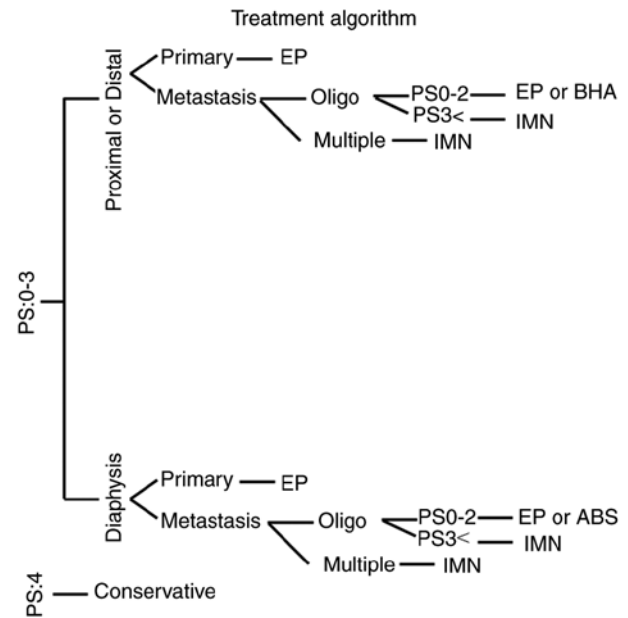 Treatment algorithm
PS:0-3
Proximal or Distal
Primary EP
Metastasis Oligo PS0-2 EP or BHA
PS3< IMN
Multiple IMN
Diaphysis
Primary EP
Metastasis Oligo PS0-2 EP or ABS
PS3< IMN
Multiple IMN
PS:4 Conservative